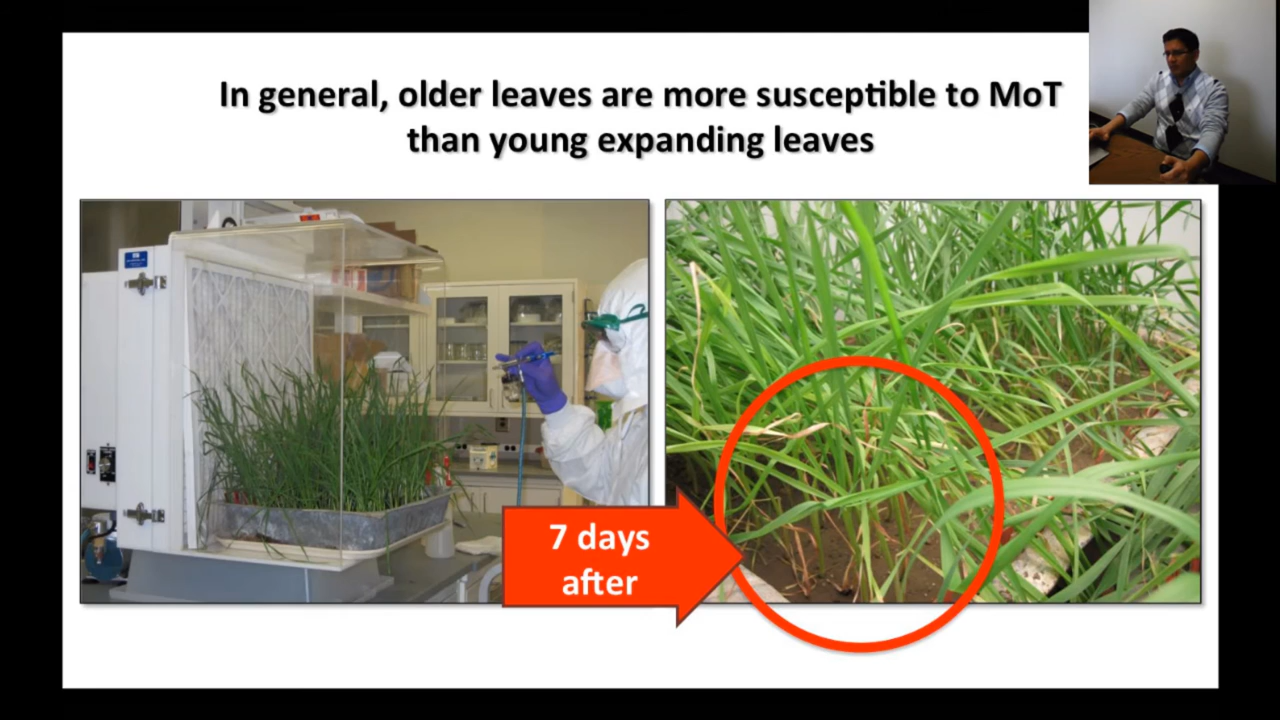 In general, older leaves are more susceptible to MoT
than young expanding leaves
7 days
after